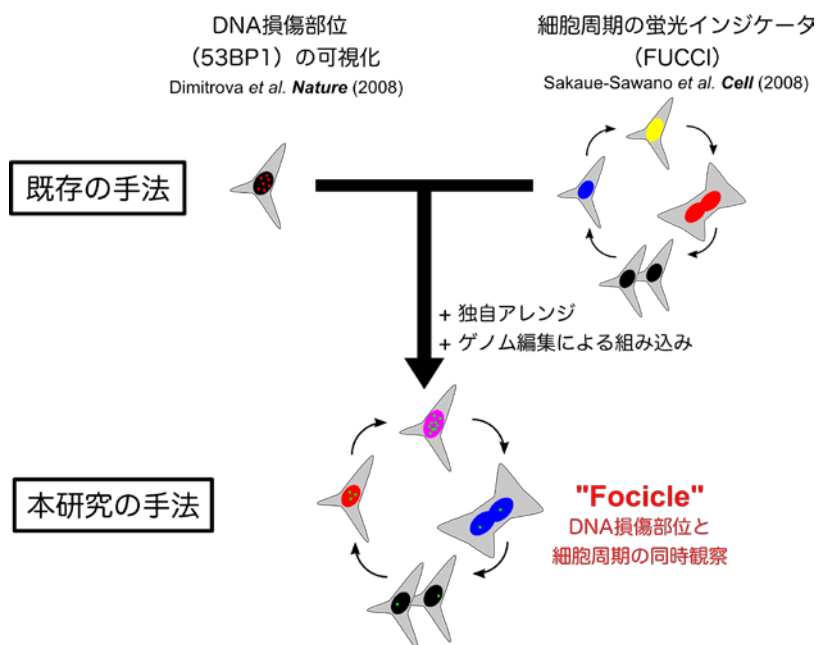 DNA損傷部位
（53BP1）の可視化
Dimitrova et al. Nature (2008)
細胞周期の蛍光インジケータ
（FUCCI）
Sakaue-Sawano et al. Cell (2008)
既存の手法
+ 独自アレンジ
+ ゲノム編集による組み込み
本研究の手法
"Focicle"
DNA損傷部位と
細胞周期の同時観察